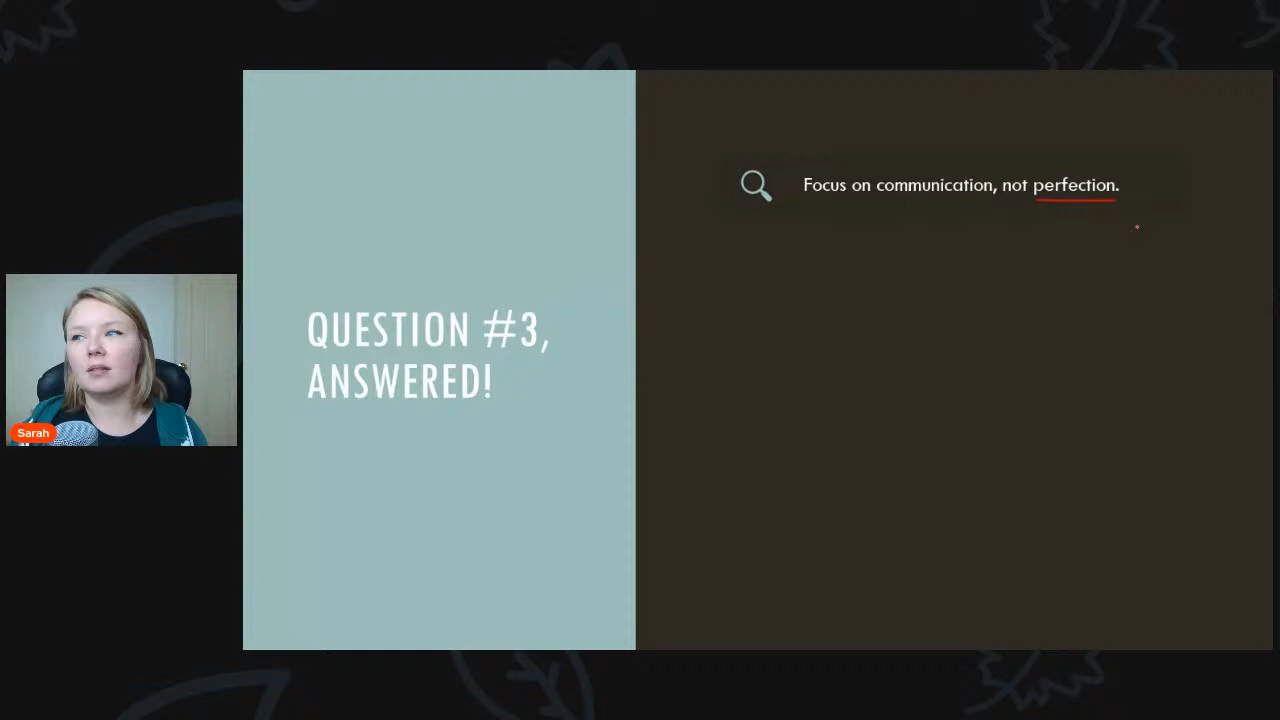 Focus on communication, not perfection.
QUESTION #3,
ANSWERED!
Sarah